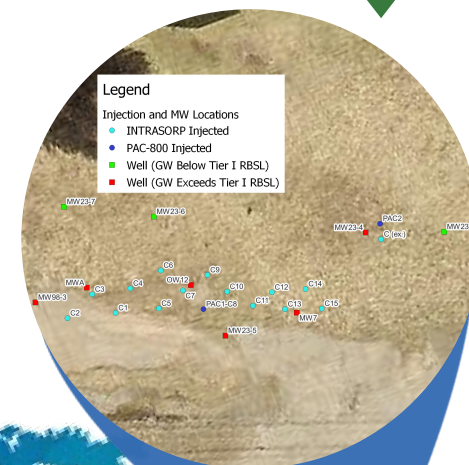 Legend
Injection and MW Locations
INTRASORP Injected
PAC-800 Injected
Well (GW Below Tier I RBSL)
Well (GW Exceeds Tier I RBSL)
MW23-7
MW23-6
PAC2
MW23-4
MW23
C (ex.)
C6
C9
MWA
C3
C4
OW12
C7
C10
C12
C14
MW98-3
C2
C1
C5
PAC1-C8
C11
C13
C15
MW7
MW23-5